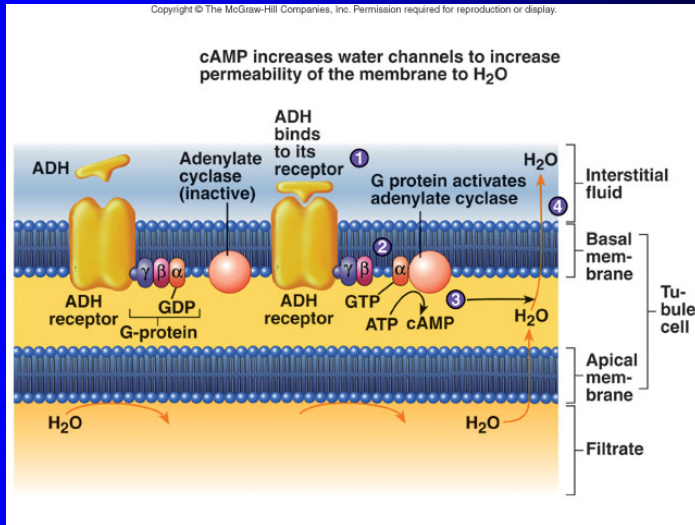 Copyright © The McGraw-Hill Companies, Inc. Permission required for reproduction or display.
cAMP increases water channels to increase
permeability of the membrane to H₂O
ADH
ADH
binds
to its
receptor
1
Adenylate
cyclase
(inactive)
G protein activates
adenylate cyclase
H₂O
4
Interstitial
fluid
2
γ β α
γ β
α
Basal
mem-
brane
ADH
receptor
GDP
G-protein
ADH
receptor
GTP
ATP cAMP
3
H₂O
Tu-
bule
cell
Apical
mem-
brane
H₂O
H₂O
Filtrate